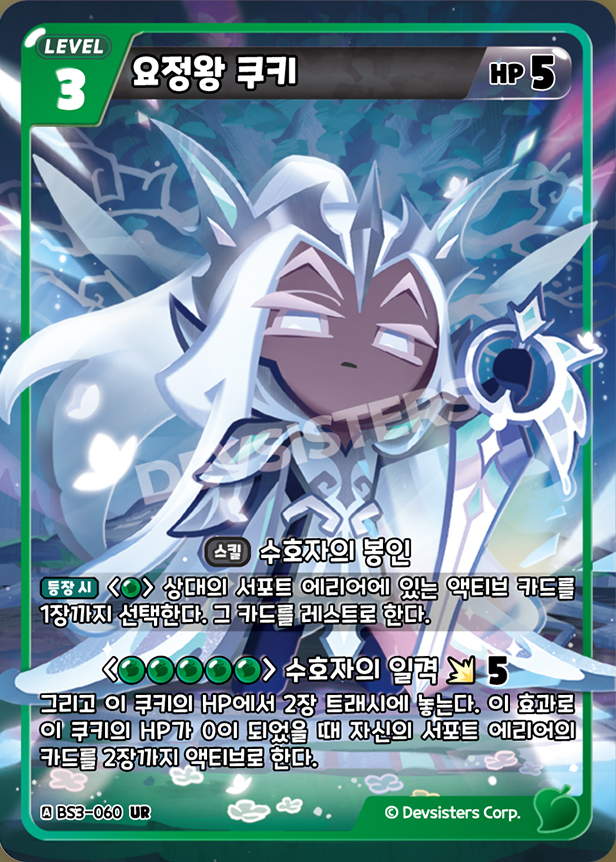 LEVEL
3
요정왕 쿠키
HP 5
DEVSISTERS
스킬 수호자의 봉인
등장 시 < > 상대의 서포트 에리어에 있는 액티브 카드를
1장까지 선택한다. 그 카드를 레스트로 한다.
< > 수호자의 일격 5
그리고 이 쿠키의 HP에서 2장 트래시에 놓는다. 이 효과로
이 쿠키의 HP가 0이 되었을 때 자신의 서포트 에리어의
카드를 2장까지 액티브로 한다.
A BS3-060 UR
© Devsisters Corp.